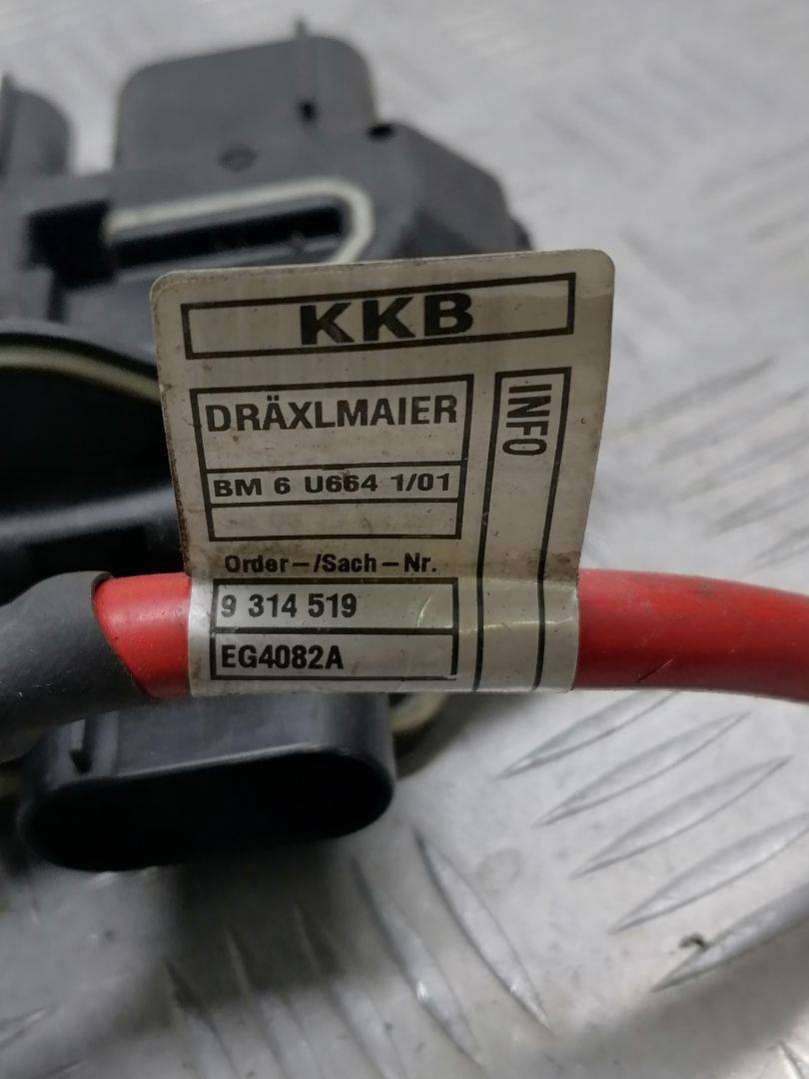 KKB
DRÄXLMAIER
INFO
BM 6 U664 1/01
Order-/Sach-Nr.
9 314 519
EG4082A